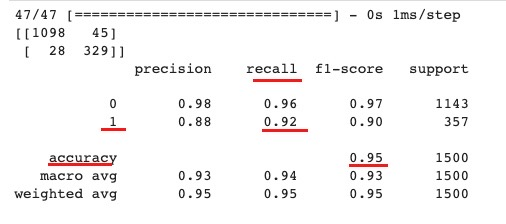 47/47 [==============================] - 0s 1ms/step
[[1098   45]
 [  28  329]]
              precision    recall  f1-score   support

           0       0.98      0.96      0.97      1143
           1       0.88      0.92      0.90       357

    accuracy                           0.95      1500
   macro avg       0.93      0.94      0.93      1500
weighted avg       0.95      0.95      0.95      1500